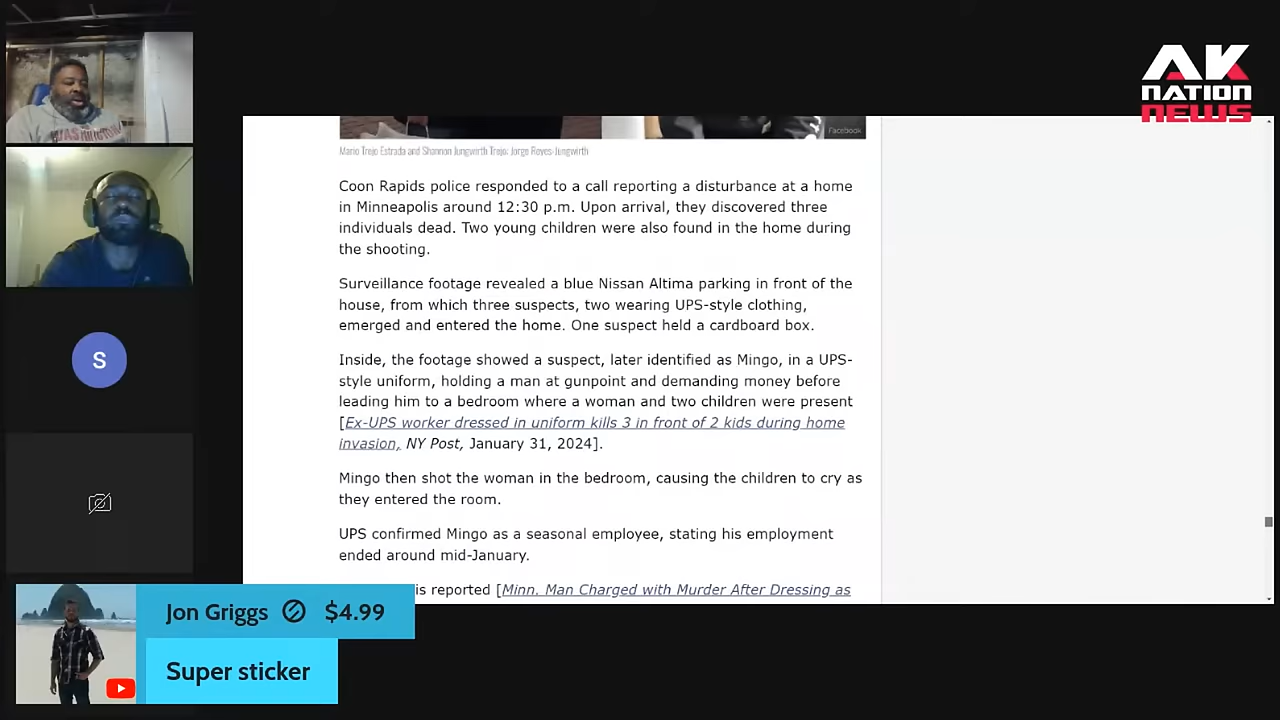 AK
NATION
NEWS
Facebook
Mario Trejo Estrada and Shannon Jungwirth Trejo; Jorge Reyes-Jungwirth
Coon Rapids police responded to a call reporting a disturbance at a home
in Minneapolis around 12:30 p.m. Upon arrival, they discovered three
individuals dead. Two young children were also found in the home during
the shooting.
Surveillance footage revealed a blue Nissan Altima parking in front of the
house, from which three suspects, two wearing UPS-style clothing,
emerged and entered the home. One suspect held a cardboard box.
Inside, the footage showed a suspect, later identified as Mingo, in a UPS-
style uniform, holding a man at gunpoint and demanding money before
leading him to a bedroom where a woman and two children were present
[Ex-UPS worker dressed in uniform kills 3 in front of 2 kids during home
invasion, NY Post, January 31, 2024].
Mingo then shot the woman in the bedroom, causing the children to cry as
they entered the room.
UPS confirmed Mingo as a seasonal employee, stating his employment
ended around mid-January.
is reported [Minn. Man Charged with Murder After Dressing as
S
WASHINGTON
Jon Griggs $4.99
Super sticker